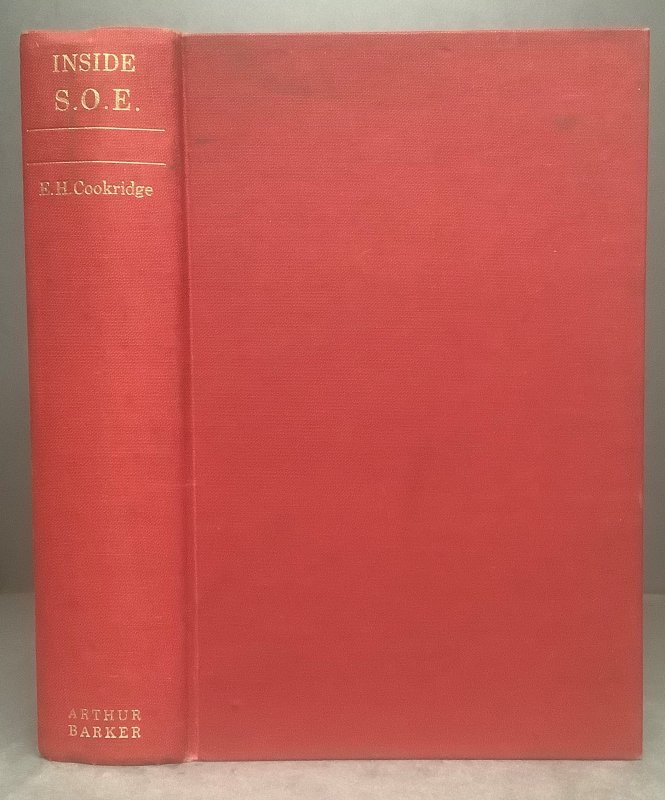 INSIDE
S.O.E.
E.H.Cookridge
ARTHUR
BARKER